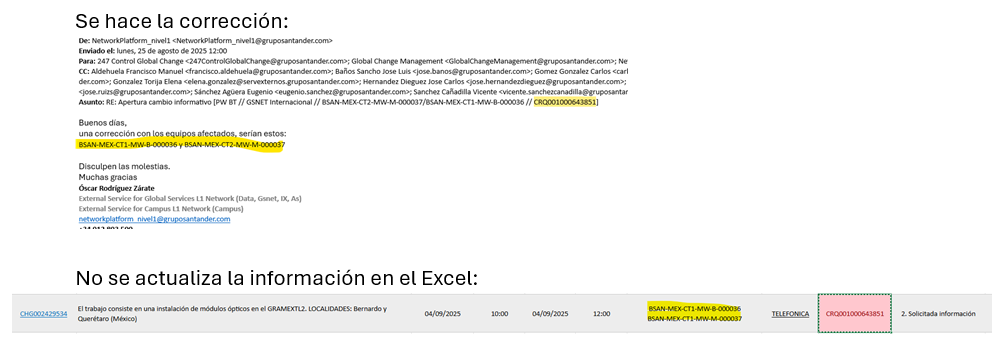 Se hace la corrección:
De: NetworkPlatform_nivel1 <NetworkPlatform_nivel1@gruposantander.com>
Enviado el: lunes, 25 de agosto de 2025 12:00
Para: 247 Control Global Change <247ControlGlobalChange@gruposantander.com>; Global Change Management <GlobalChangeManagement@gruposantander.com>; Ne
CC: Aldehuela Francisco Manuel <francisco.aldehuela@gruposantander.com>; Baños Sancho Jose Luis <jose.banos@gruposantander.com>; Gomez Gonzalez Carlos <carl
der.com>; Gonzalez Torija Elena <elena.gonzalez@servexternos.gruposantander.com>; Hernandez Dieguez Jose Carlos <jose.hernandezdieguez@gruposantander.com>
<jose.ruizs@gruposantander.com>; Sánchez Agüera Eugenio <eugenio.sanchez@gruposantander.com>; Sanchez Cañadilla Vicente <vicente.sanchezcanadilla@gruposantar
Asunto: RE: Apertura cambio informativo [PW BT // GSNET Internacional // BSAN-MEX-CT2-MW-M-000037/BSAN-MEX-CT1-MW-B-000036 // CRQ001000643851]
Buenos días,
una corrección con los equipos afectados, serían estos:
BSAN-MEX-CT1-MW-B-000036 y BSAN-MEX-CT2-MW-M-000037
Disculpen las molestias.
Muchas gracias
Óscar Rodríguez Zárate
External Service for Global Services L1 Network (Data, Gsnet, IX, As)
External Service for Campus L1 Network (Campus)
networkplatform_nivel1@gruposantander.com
No se actualiza la información en el Excel:
CHG002429534 El trabajo consiste en una instalación de módulos ópticos en el GRAMEXTL2. LOCALIDADES: Bernardo y Querétaro (México) 04/09/2025 10:00 04/09/2025 12:00 BSAN-MEX-CT1-MW-B-000036 BSAN-MEX-CT1-MW-M-000037 TELEFONICA CRQ001000643851 2. Solicitada información